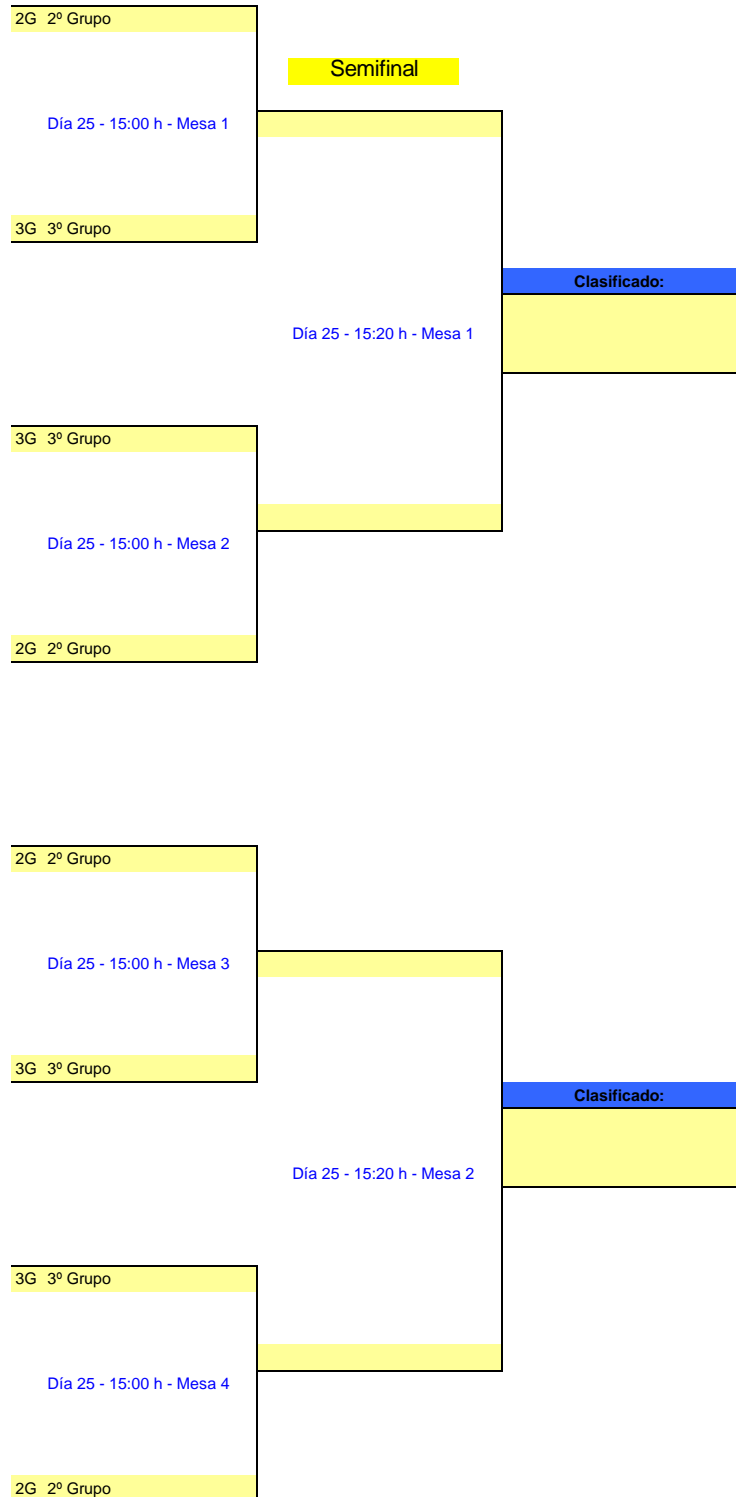 2G 2º Grupo
Semifinal
Día 25 - 15:00 h - Mesa 1
3G 3º Grupo
Clasificado:
Día 25 - 15:20 h - Mesa 1
3G 3º Grupo
Día 25 - 15:00 h - Mesa 2
2G 2º Grupo
2G 2º Grupo
Día 25 - 15:00 h - Mesa 3
3G 3º Grupo
Clasificado:
Día 25 - 15:20 h - Mesa 2
3G 3º Grupo
Día 25 - 15:00 h - Mesa 4
2G 2º Grupo